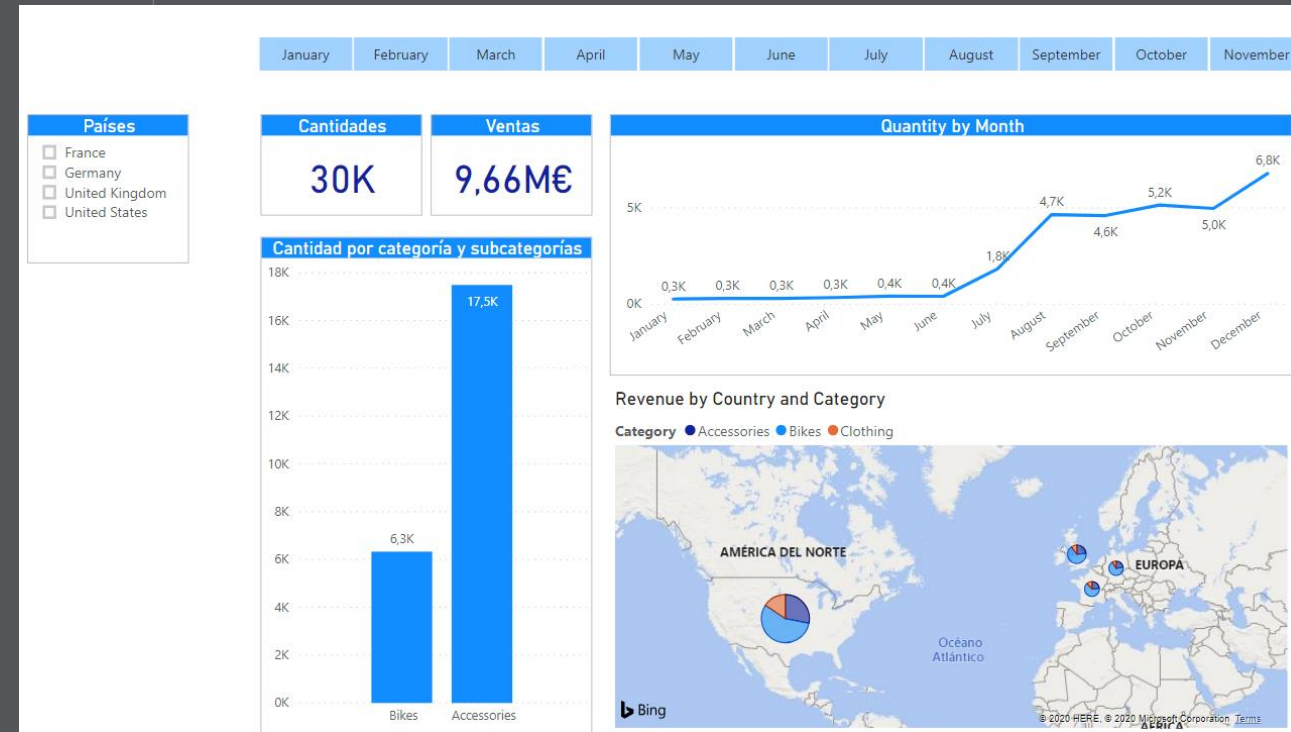 January February March April May June July August September October November
Países
France
Germany
United Kingdom
United States
Cantidades
30K
Ventas
9,66M€
Cantidad por categoría y subcategorías
18K
16K
14K
12K
10K
8K
6K
4K
2K
0K
17,5K
6,3K
Bikes Accessories
Quantity by Month
5K
0K
0,3K 0,3K 0,3K 0,3K 0,4K 0,4K 1,8K 4,7K 4,6K 5,2K 5,0K 6,8K
January February March April May June July August September October November December
Revenue by Country and Category
Category Accessories Bikes Clothing
AMÉRICA DEL NORTE
EUROPA
Océano
Atlántico
Bing
© 2020 HERE, © 2020 Microsoft Corporation Terms
ÁFRICA